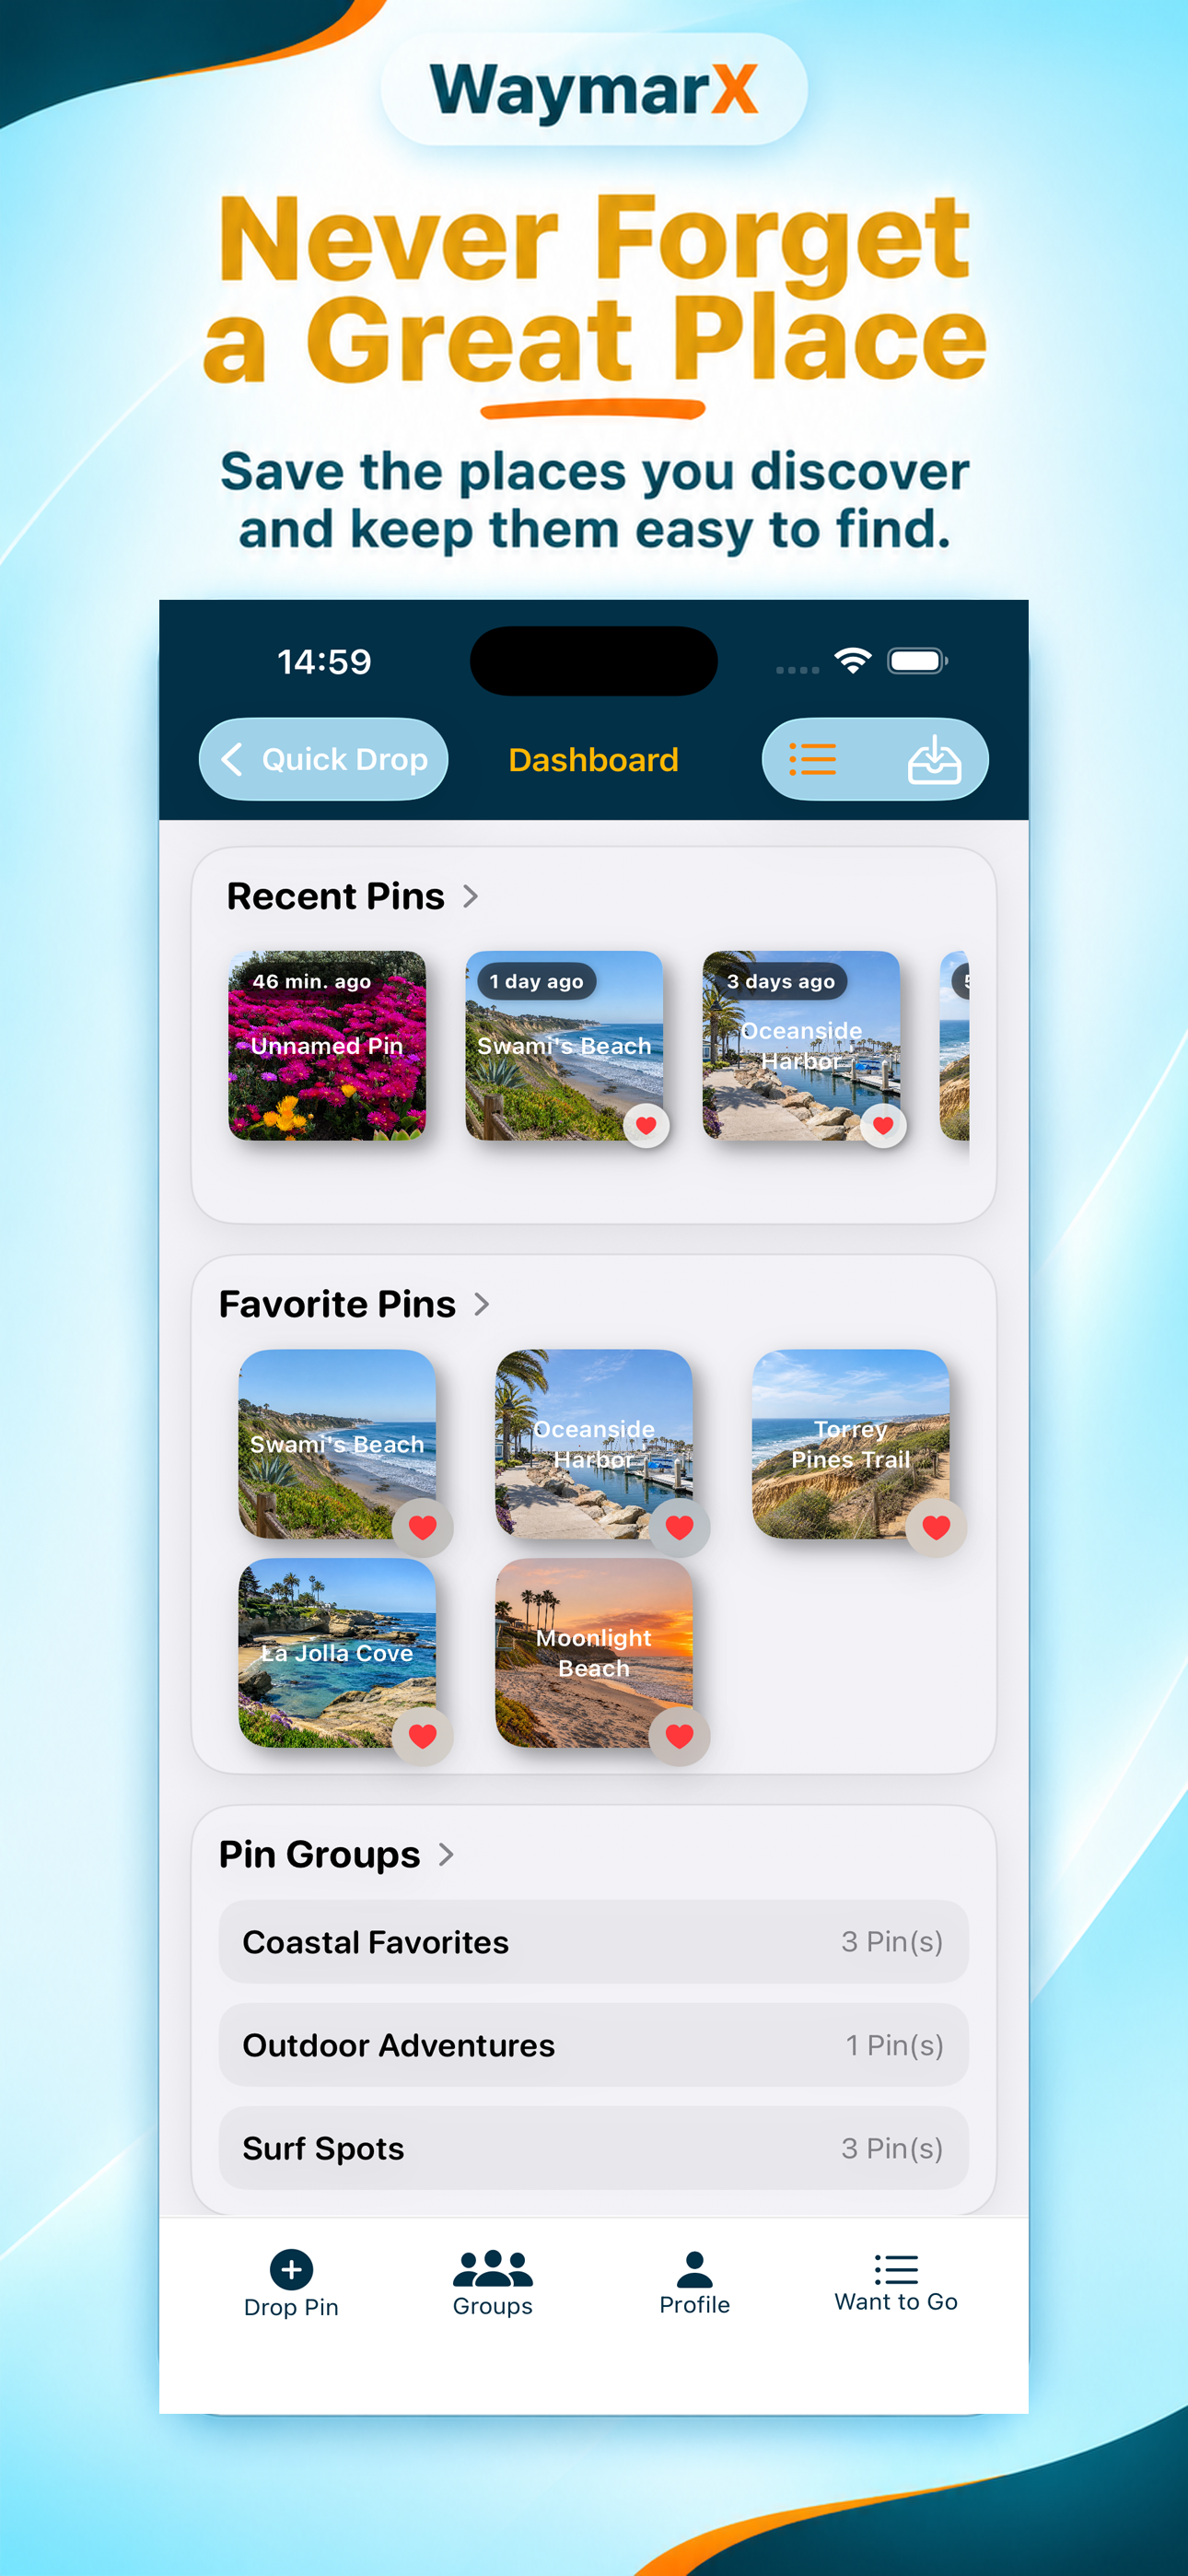 WaymarX
Never Forget
a Great Place
Save the places you discover
and keep them easy to find.
14:59
Quick Drop
Dashboard
Recent Pins
46 min. ago
1 day ago
3 days ago
5
Unnamed Pin
Swami's Beach
Oceanside
Harbor
Favorite Pins
Swami's Beach
Oceanside
Harbor
Torrey
Pines Trail
La Jolla Cove
Moonlight
Beach
Pin Groups
Coastal Favorites
3 Pin(s)
Outdoor Adventures
1 Pin(s)
Surf Spots
3 Pin(s)
Drop Pin
Groups
Profile
Want to Go